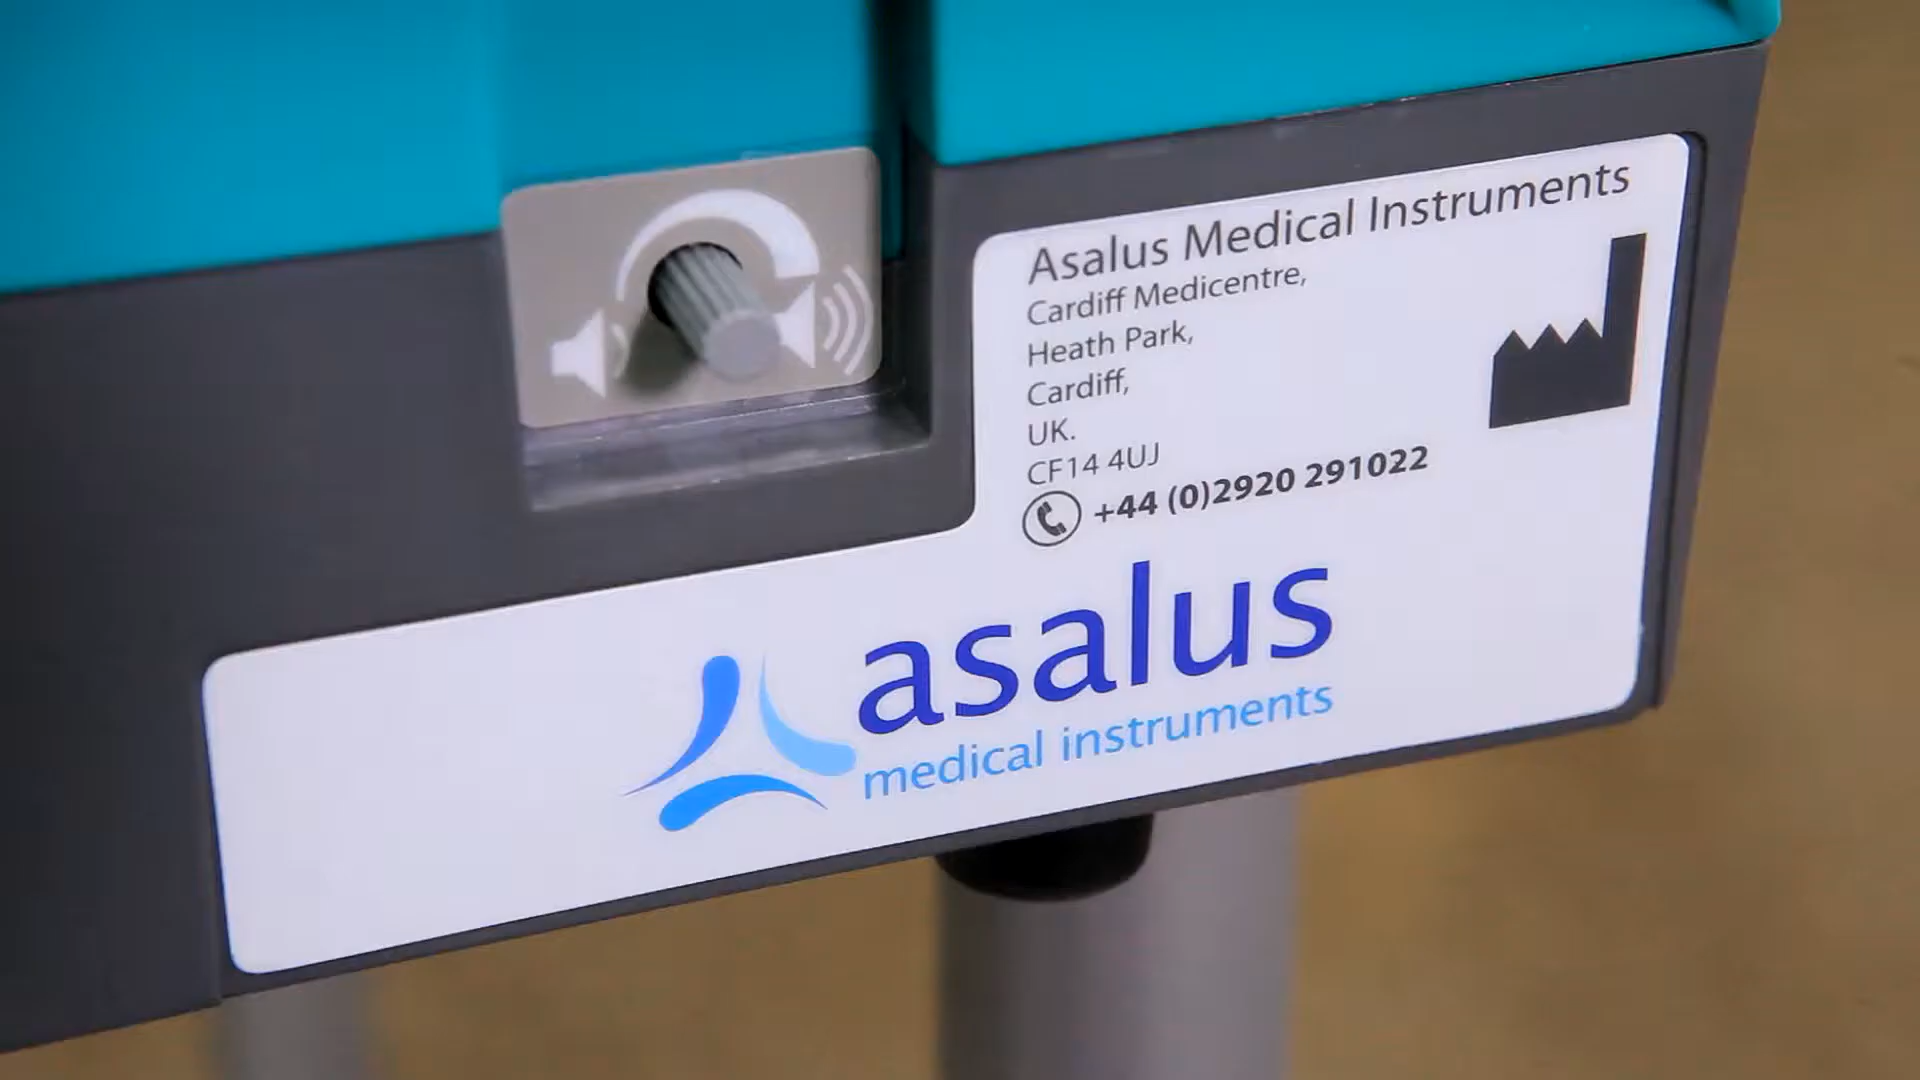 Asalus Medical Instruments
Cardiff Medicentre,
Heath Park,
Cardiff,
UK.
CF14 4UJ
+44 (0)2920 291022
asalus
medical instruments